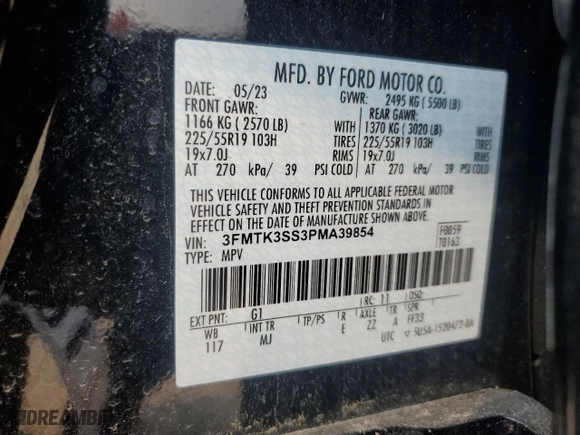 MFD. BY FORD MOTOR CO.
DATE: 05/23 GVWR: 2495 KG ( 5500 LB)
FRONT GAWR: REAR GAWR:
1166 KG ( 2570 LB) WITH 1370 KG ( 3020 LB) WITH
225/55R19 103H TIRES 225/55R19 103H TIRES
19x7.0J RIMS 19x7.0J RIMS
AT 270 kPa/ 39 PSI COLD AT 270 kPa/ 39 PSI COLD
THIS VEHICLE CONFORMS TO ALL APPLICABLE FEDERAL MOTOR
VEHICLE SAFETY AND THEFT PREVENTION STANDARDS IN
EFFECT ON THE DATE OF MANUFACTURE SHOWN ABOVE.
VIN: 3FMTK3SS3PMA39854 F0059
TYPE: MPV T0163
EXT PNT: G1 RC: 11 DSO:
WB INT TR TP/PS R AXLE TR SPR
117 MJ E ZZ A FF33
UTC
DREAMBID